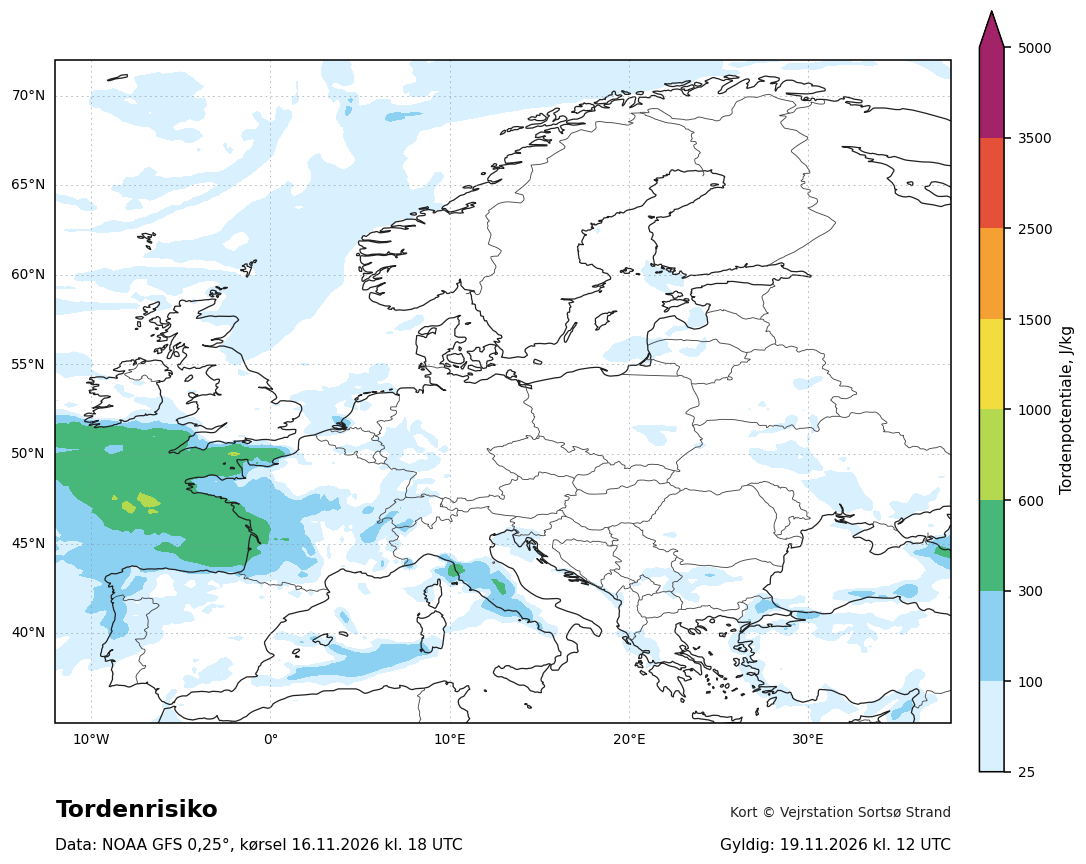 70°N
65°N
60°N
55°N
50°N
45°N
40°N
10°W
0°
10°E
20°E
30°E
5000
3500
2500
1500
1000
600
300
100
25
Tordenpotentiale, J/kg
Tordenrisiko
Kort © Vejrstation Sortsø Strand
Data: NOAA GFS 0,25°, kørsel 16.11.2026 kl. 18 UTC
Gyldig: 19.11.2026 kl. 12 UTC